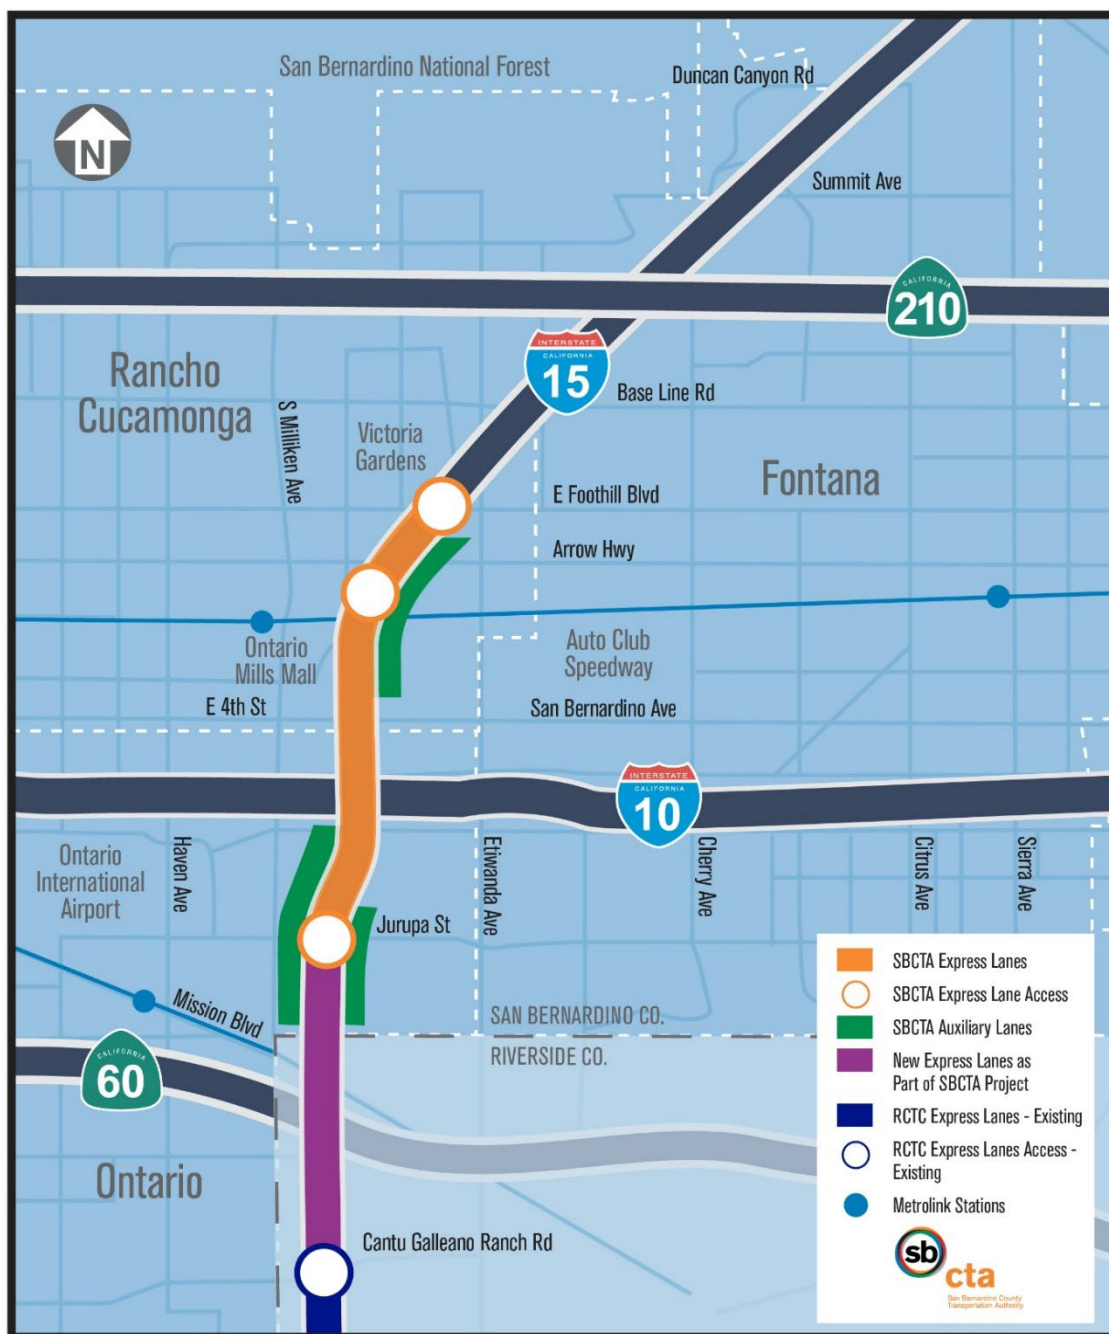 San Bernardino National Forest
Duncan Canyon Rd
N
Summit Ave
CALIFORNIA
210
INTERSTATE
CALIFORNIA
15
Rancho
Cucamonga
Base Line Rd
S Milliken Ave
Victoria
Gardens
Fontana
E Foothill Blvd
Arrow Hwy
Ontario
Mills Mall
Auto Club
Speedway
E 4th St
San Bernardino Ave
INTERSTATE
CALIFORNIA
10
Haven Ave
Etiwanda Ave
Cherry Ave
Citrus Ave
Sierra Ave
Ontario
International
Airport
Jurupa St
Mission Blvd
SAN BERNARDINO CO.
RIVERSIDE CO.
CALIFORNIA
60
Ontario
Cantu Galleano Ranch Rd
SBCTA Express Lanes
SBCTA Express Lane Access
SBCTA Auxiliary Lanes
New Express Lanes as
Part of SBCTA Project
RCTC Express Lanes - Existing
RCTC Express Lanes Access -
Existing
Metrolink Stations
sb
cta
San Bernardino County
Transportation Authority